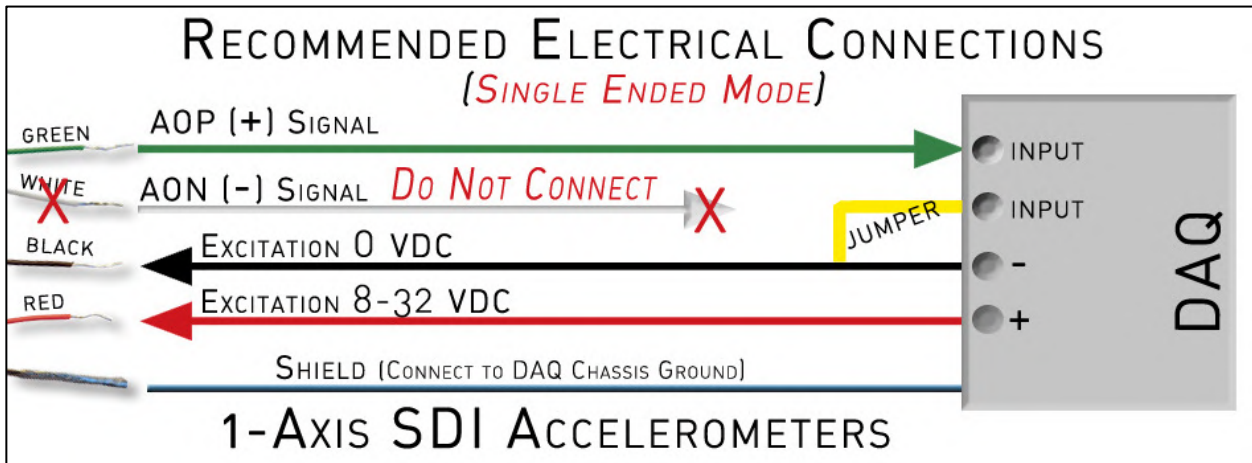 RECOMMENDED ELECTRICAL CONNECTIONS
(SINGLE ENDED MODE)
GREEN
AOP (+) SIGNAL
INPUT
WHITE
AON (-) SIGNAL
DO NOT CONNECT
X
INPUT
JUMPER
BLACK
EXCITATION 0 VDC
-
RED
EXCITATION 8-32 VDC
+
DAQ
SHIELD (CONNECT TO DAQ CHASSIS GROUND)
1-AXIS SDI ACCELEROMETERS